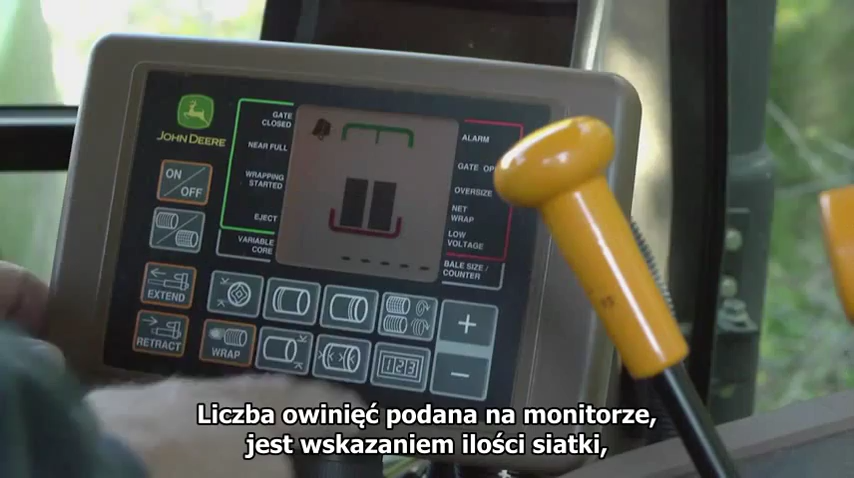 JOHN DEERE
ON
OFF
EXTEND
RETRACT
WRAP
GATE
CLOSED
NEAR FULL
WRAPPING
STARTED
EJECT
VARIABLE
CORE
ALARM
GATE
OVERSIZE
NET
WRAP
LOW
VOLTAGE
BALE SIZE /
COUNTER
+
−
123
Liczba owinięć podana na monitorze,
jest wskazaniem ilości siatki,